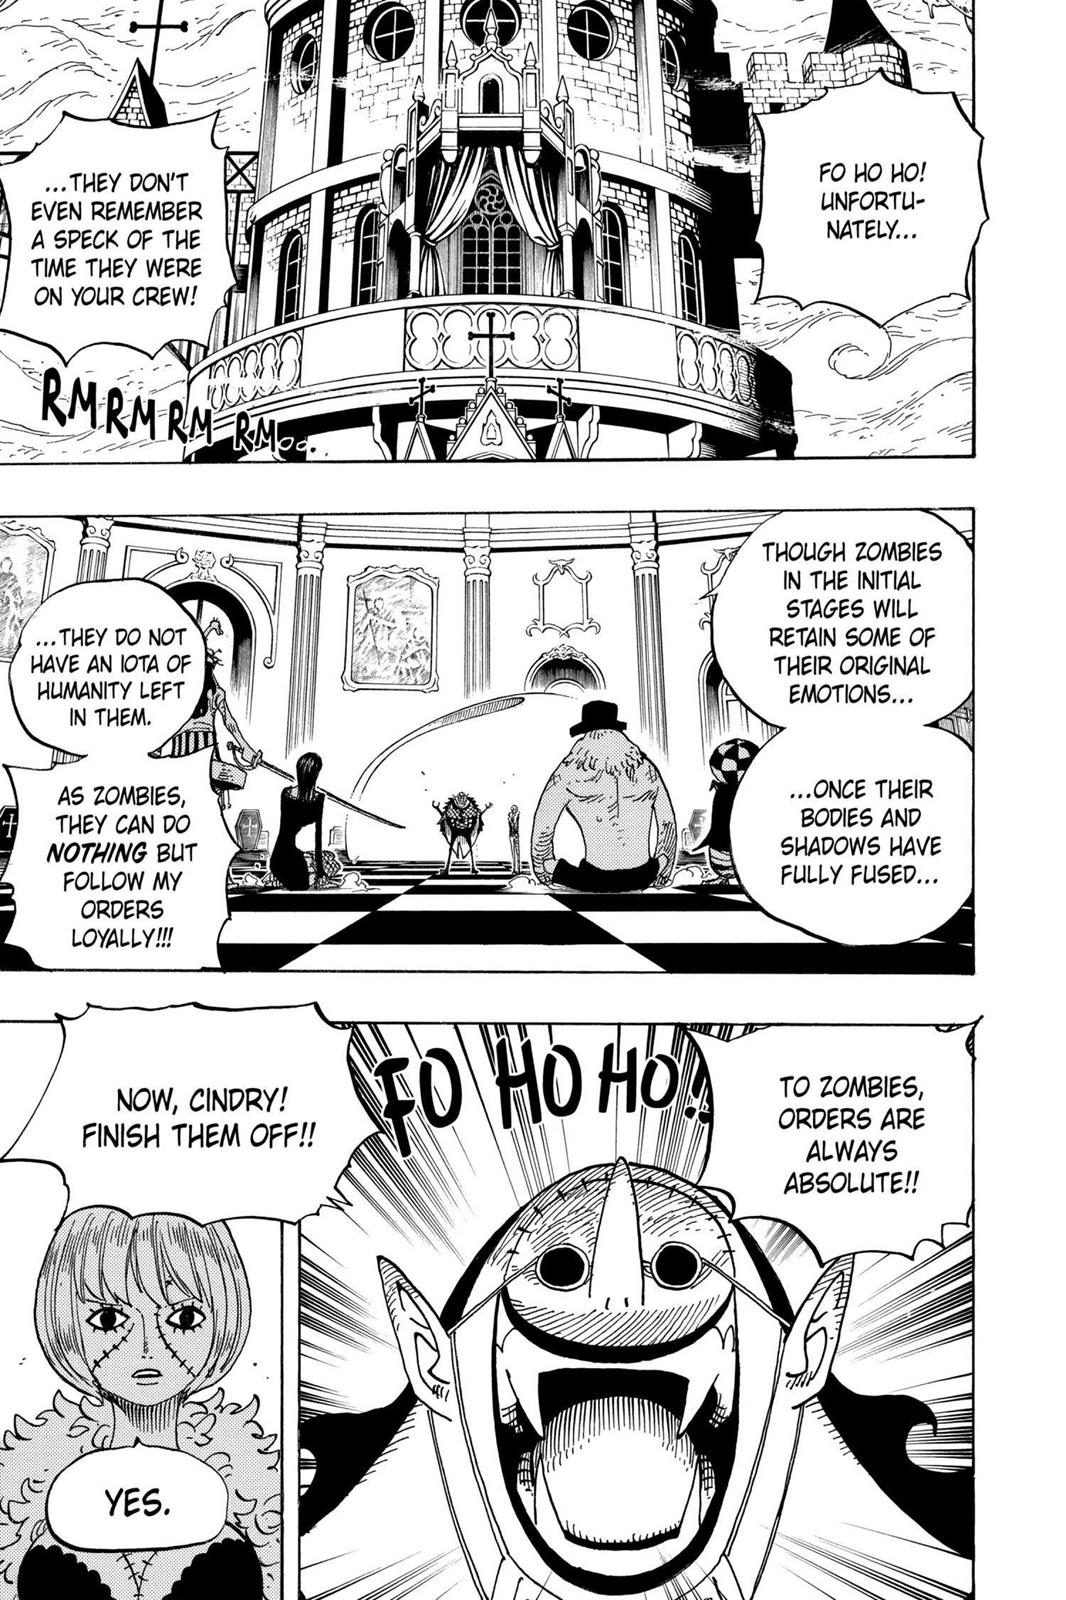 FO HO HO!
UNFORTU-
NATELY...
...THEY DON'T
EVEN REMEMBER
A SPECK OF THE
TIME THEY WERE
ON YOUR CREW!
RMRMRM RM...
THOUGH ZOMBIES
IN THE INITIAL
STAGES WILL
RETAIN SOME OF
THEIR ORIGINAL
EMOTIONS...
...ONCE THEIR
BODIES AND
SHADOWS HAVE
FULLY FUSED...
...THEY DO NOT
HAVE AN IOTA OF
HUMANITY LEFT
IN THEM.
AS ZOMBIES,
THEY CAN DO
NOTHING BUT
FOLLOW MY
ORDERS
LOYALLY!!!
TO ZOMBIES,
ORDERS ARE
ALWAYS
ABSOLUTE!!
FO HO HO!!
NOW, CINDRY!
FINISH THEM OFF!!
YES.